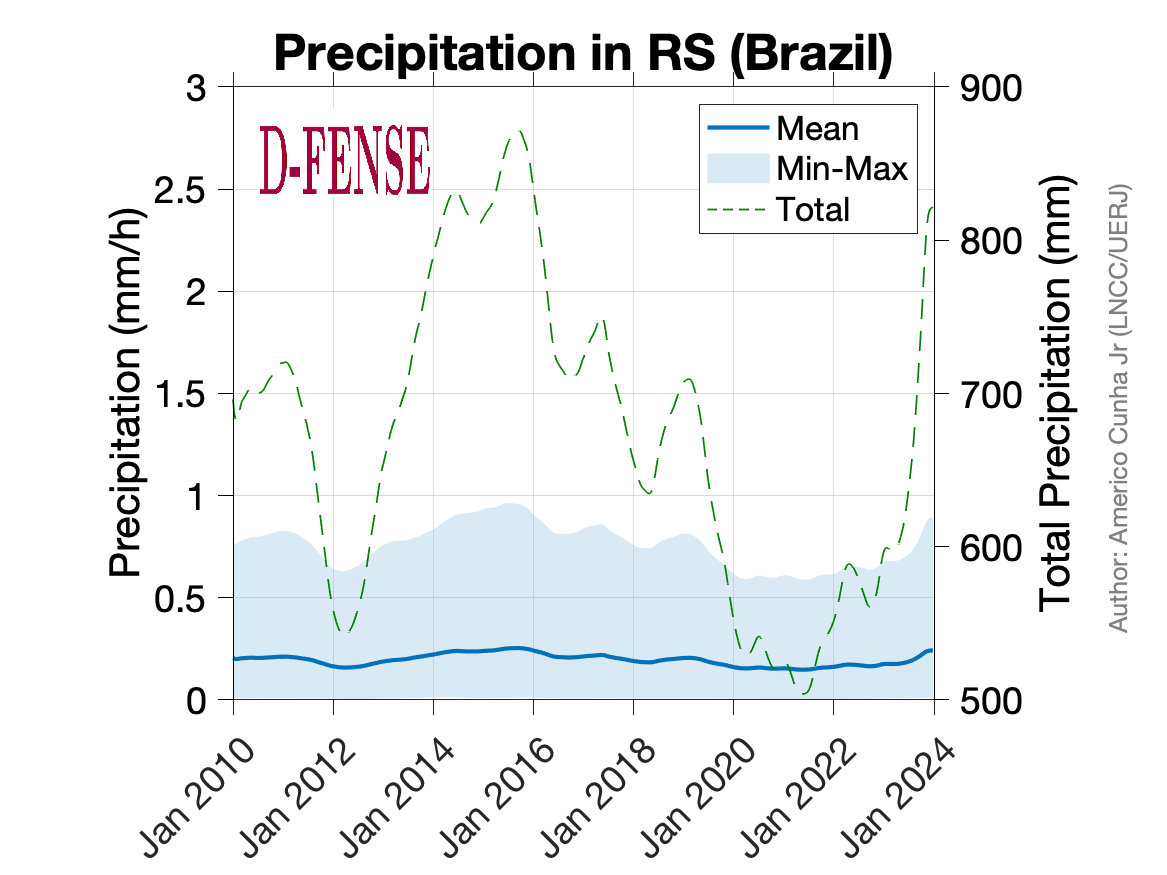 Precipitation in RS (Brazil)
D-FENSE
Mean
Min-Max
Total
Precipitation (mm/h)
3
2.5
2
1.5
1
0.5
0
900
800
700
600
500
Total Precipitation (mm)
Author: Americo Cunha Jr (LNCC/UERJ)
Jan 2010
Jan 2012
Jan 2014
Jan 2016
Jan 2018
Jan 2020
Jan 2022
Jan 2024